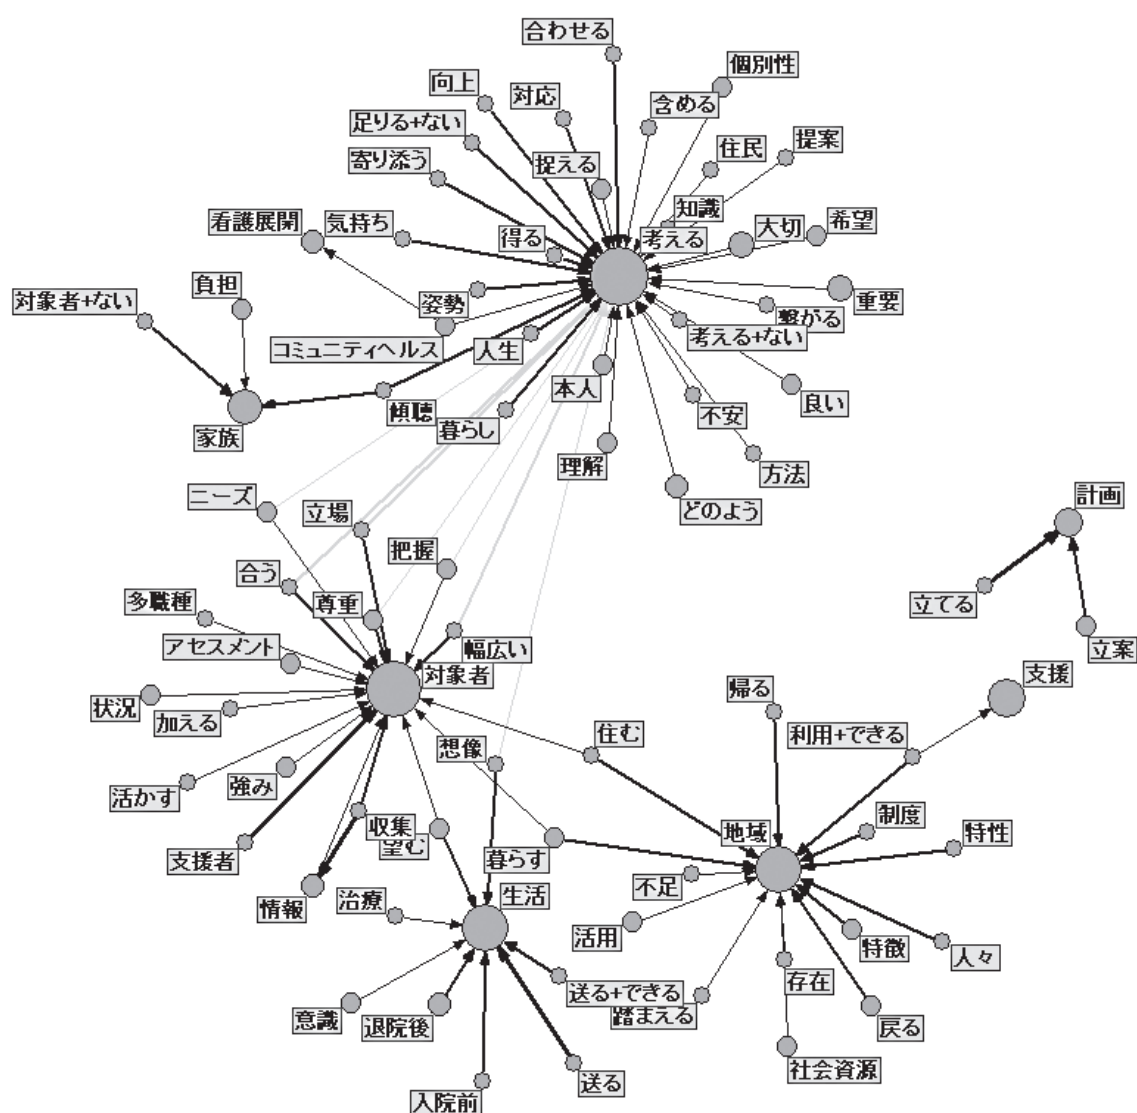 合わせる
個別性
向上
対応
含める
足りる+ない
住民
提案
寄り添う
捉える
知識
看護展開
気持ち
得る
考える
大切
希望
対象者+ない
負担
姿勢
重要
繋がる
考える+ない
コミュニティヘルス
人生
本人
家族
傾聴
暮らし
不安
良い
理解
方法
どのよう
ニーズ
立場
計画
把握
合う
多職種
尊重
立てる
アセスメント
幅広い
立案
対象者
支援
状況
加える
帰る
住む
想像
利用+できる
活かす
強み
制度
特性
地域
収集
望む
支援者
暮らす
不足
情報
治療
生活
活用
特徴
人々
存在
送る+できる
踏まえる
意識
退院後
戻る
社会資源
送る
入院前